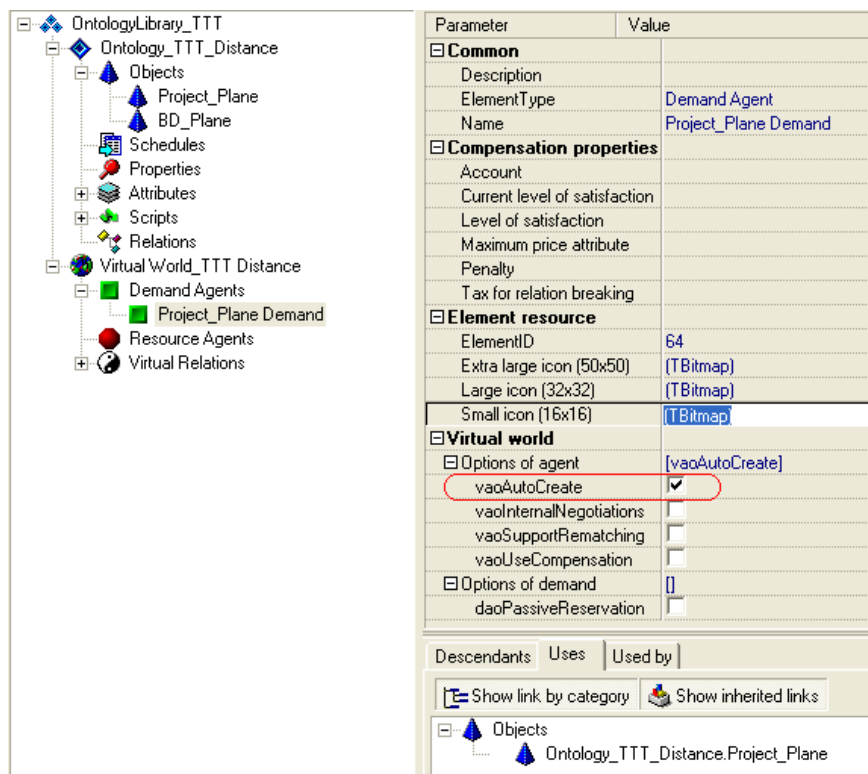 OntologyLibrary_TTT
Ontology_TTT_Distance
Objects
Project_Plane
BD_Plane
Schedules
Properties
Attributes
Scripts
Relations
Virtual World_TTT Distance
Demand Agents
Project_Plane Demand
Resource Agents
Virtual Relations
Parameter Value
Common
Description
ElementType Demand Agent
Name Project_Plane Demand
Compensation properties
Account
Current level of satisfaction
Level of satisfaction
Maximum price attribute
Penalty
Tax for relation breaking
Element resource
ElementID 64
Extra large icon (50x50) (TBitmap)
Large icon (32x32) (TBitmap)
Small icon (16x16) (TBitmap)
Virtual world
Options of agent [vaoAutoCreate]
vaoAutoCreate
vaoInternalNegotiations
vaoSupportRematching
vaoUseCompensation
Options of demand []
daoPassiveReservation
Descendants Uses Used by
Show link by category Show inherited links
Objects
Ontology_TTT_Distance.Project_Plane